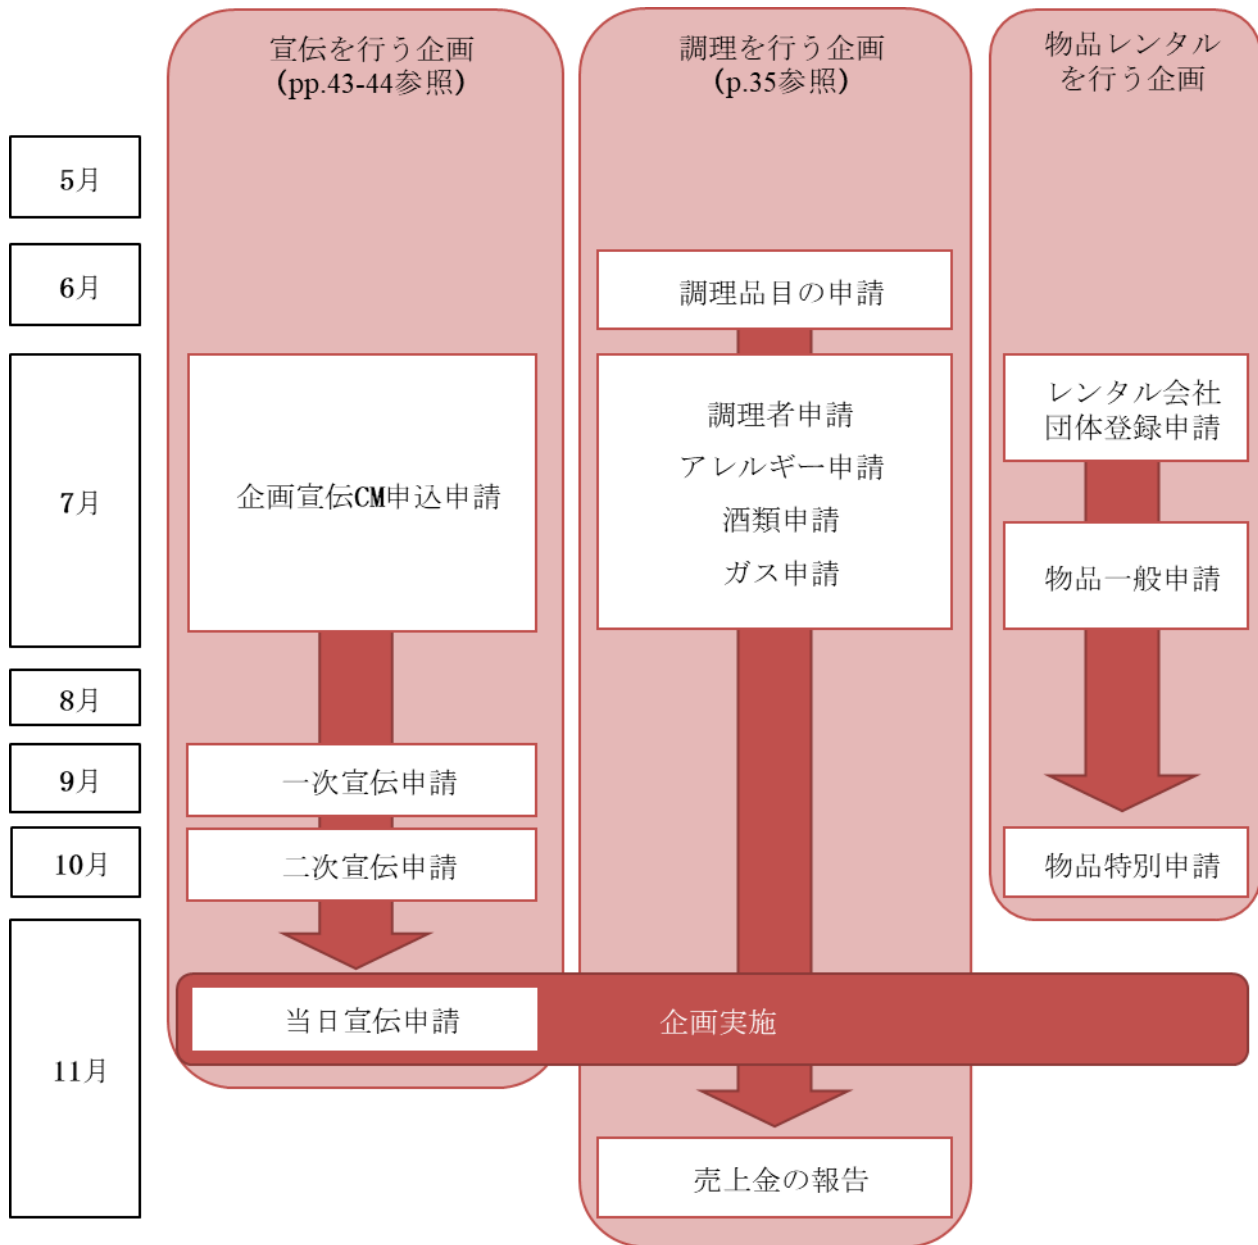 宣伝を行う企画
(pp.43-44参照)
調理を行う企画
(p.35参照)
物品レンタル
を行う企画
5月
6月
調理品目の申請
7月
企画宣伝CM申込申請
調理者申請
アレルギー申請
酒類申請
ガス申請
レンタル会社
団体登録申請
物品一般申請
8月
9月
一次宣伝申請
10月
二次宣伝申請
物品特別申請
11月
当日宣伝申請
企画実施
売上金の報告